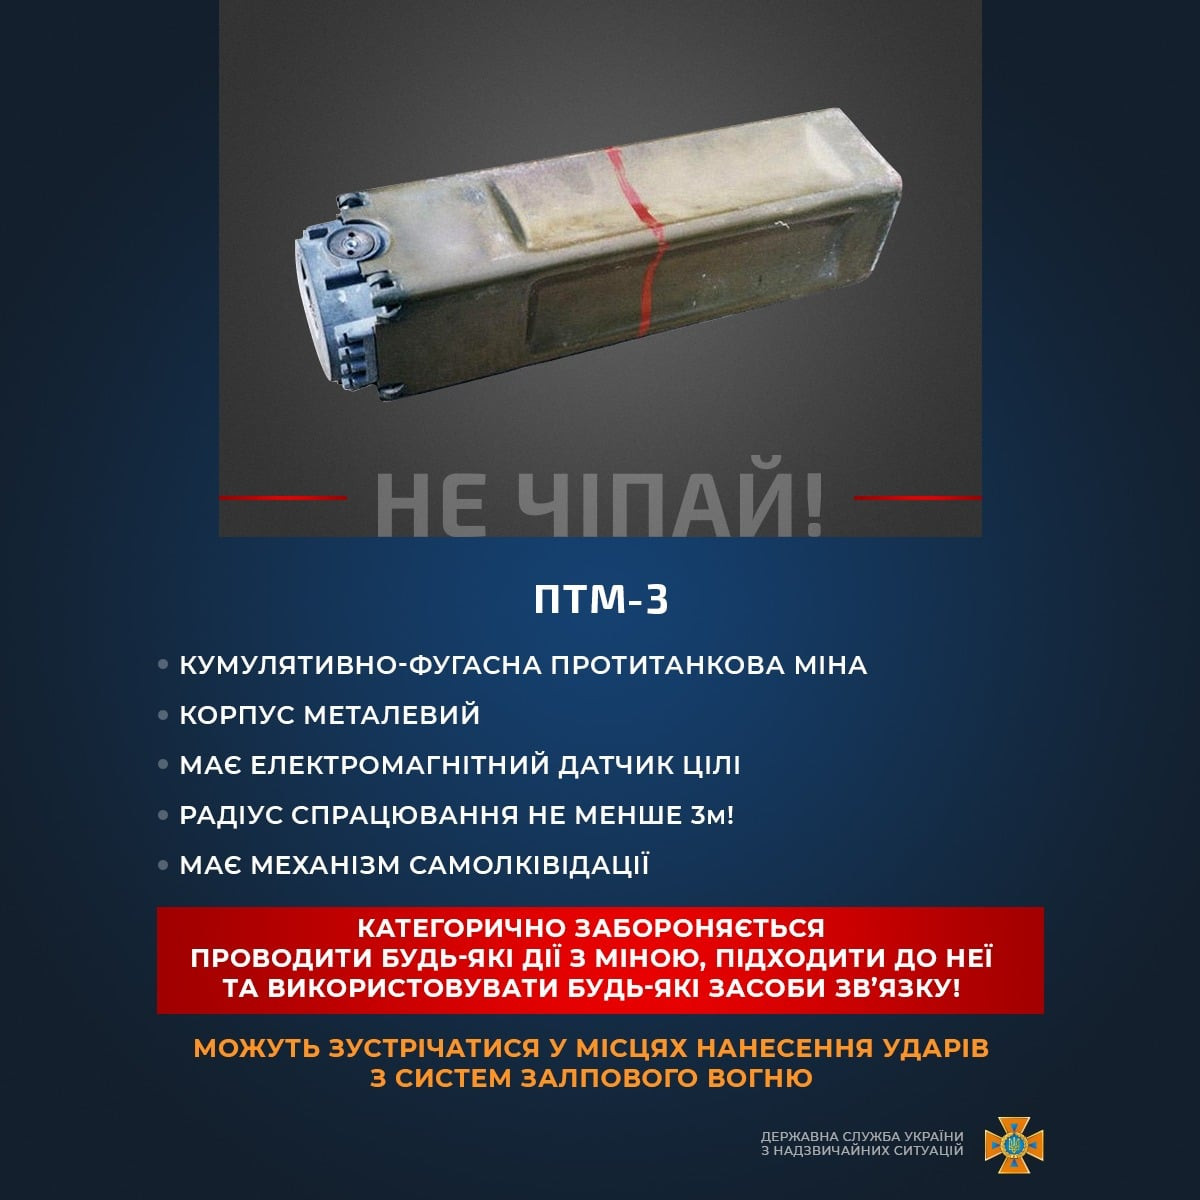 НЕ ЧІПАЙ!
ПТМ-3
• КУМУЛЯТИВНО-ФУГАСНА ПРОТИТАНКОВА МІНА
• КОРПУС МЕТАЛЕВИЙ
• МАЄ ЕЛЕКТРОМАГНІТНИЙ ДАТЧИК ЦІЛІ
• РАДІУС СПРАЦЮВАННЯ НЕ МЕНШЕ 3м!
• МАЄ МЕХАНІЗМ САМОЛКІВІДАЦІЇ
КАТЕГОРИЧНО ЗАБОРОНЯЄТЬСЯ
ПРОВОДИТИ БУДЬ-ЯКІ ДІЇ З МІНОЮ, ПІДХОДИТИ ДО НЕЇ
ТА ВИКОРИСТОВУВАТИ БУДЬ-ЯКІ ЗАСОБИ ЗВ’ЯЗКУ!
МОЖУТЬ ЗУСТРІЧАТИСЯ У МІСЦЯХ НАНЕСЕННЯ УДАРІВ
З СИСТЕМ ЗАЛПОВОГО ВОГНЮ
ДЕРЖАВНА СЛУЖБА УКРАЇНИ
З НАДЗВИЧАЙНИХ СИТУАЦІЙ